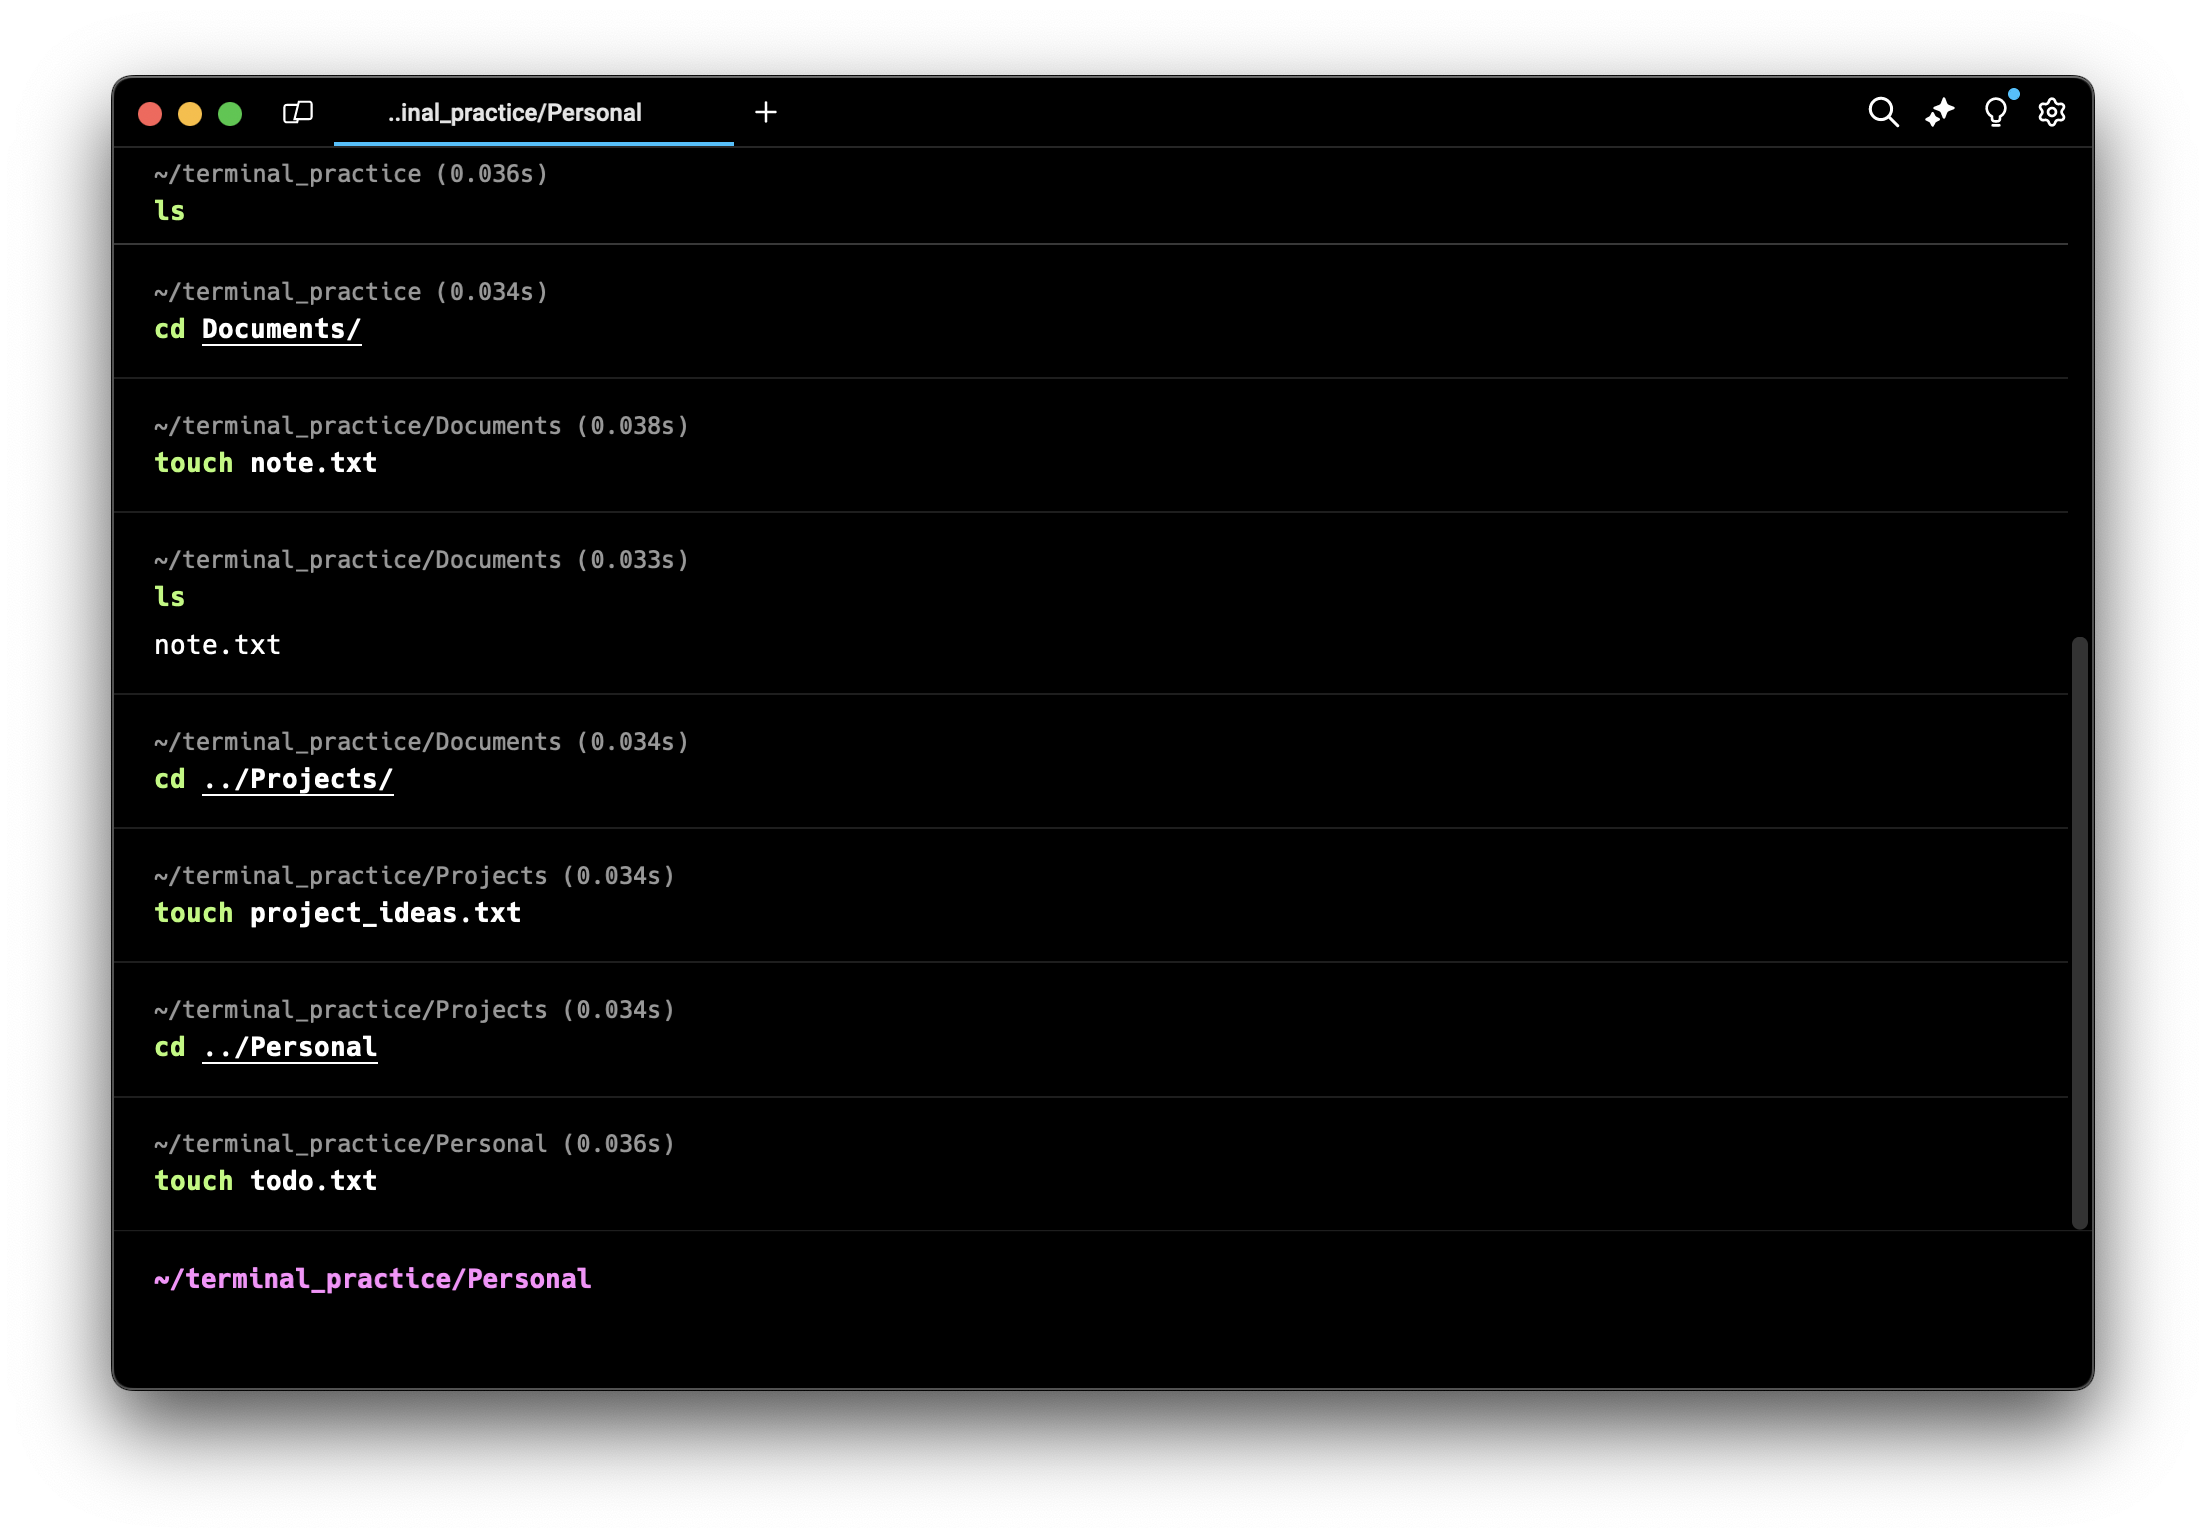 ..inal_practice/Personal
~/terminal_practice (0.036s)
ls
~/terminal_practice (0.034s)
cd Documents/
~/terminal_practice/Documents (0.038s)
touch note.txt
~/terminal_practice/Documents (0.033s)
ls
note.txt
~/terminal_practice/Documents (0.034s)
cd ../Projects/
~/terminal_practice/Projects (0.034s)
touch project_ideas.txt
~/terminal_practice/Projects (0.034s)
cd ../Personal
~/terminal_practice/Personal (0.036s)
touch todo.txt
~/terminal_practice/Personal